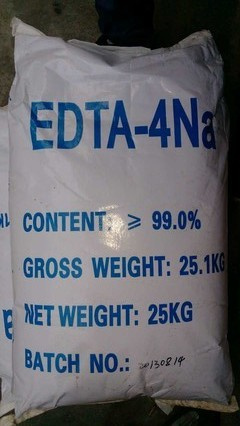 EDTA-4Na
CONTENT: ≥ 99.0%
GROSS WEIGHT: 25.1KG
NET WEIGHT: 25KG
BATCH NO.: 20130814